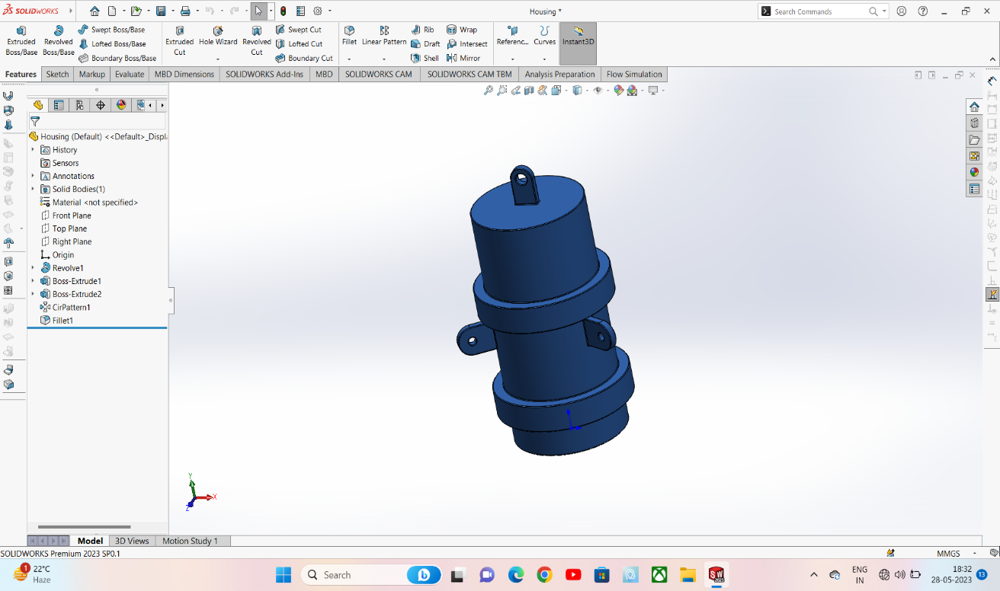 SOLIDWORKS
Housing *
Search Commands
Extruded Boss/Base
Revolved Boss/Base
Swept Boss/Base
Lofted Boss/Base
Boundary Boss/Base
Extruded Cut
Hole Wizard
Revolved Cut
Swept Cut
Lofted Cut
Boundary Cut
Fillet
Linear Pattern
Rib
Draft
Shell
Wrap
Intersect
Mirror
Referenc...
Curves
Instant3D
Features
Sketch
Markup
Evaluate
MBD Dimensions
SOLIDWORKS Add-Ins
MBD
SOLIDWORKS CAM
SOLIDWORKS CAM TBM
Analysis Preparation
Flow Simulation
Housing (Default) <<Default>_Displ
History
Sensors
Annotations
Solid Bodies(1)
Material <not specified>
Front Plane
Top Plane
Right Plane
Origin
Revolve1
Boss-Extrude1
Boss-Extrude2
CirPattern1
Fillet1
Y
X
Z
Model
3D Views
Motion Study 1
SOLIDWORKS Premium 2023 SP0.1
MMGS
1
22°C
Haze
Search
ENG
IN
18:32
28-05-2023
13